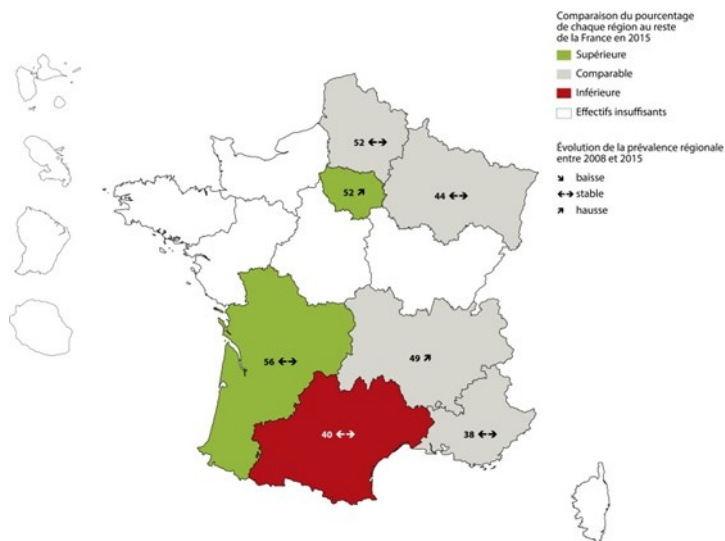 Comparaison du pourcentage
de chaque région au reste
de la France en 2015
Supérieure
Comparable
Inférieure
Effectifs insuffisants
Évolution de la prévalence régionale
entre 2008 et 2015
↘ baisse
↔ stable
↗ hausse
52 ↔
52 ↗
44 ↔
56 ↔
49 ↗
40 ↔
38 ↔